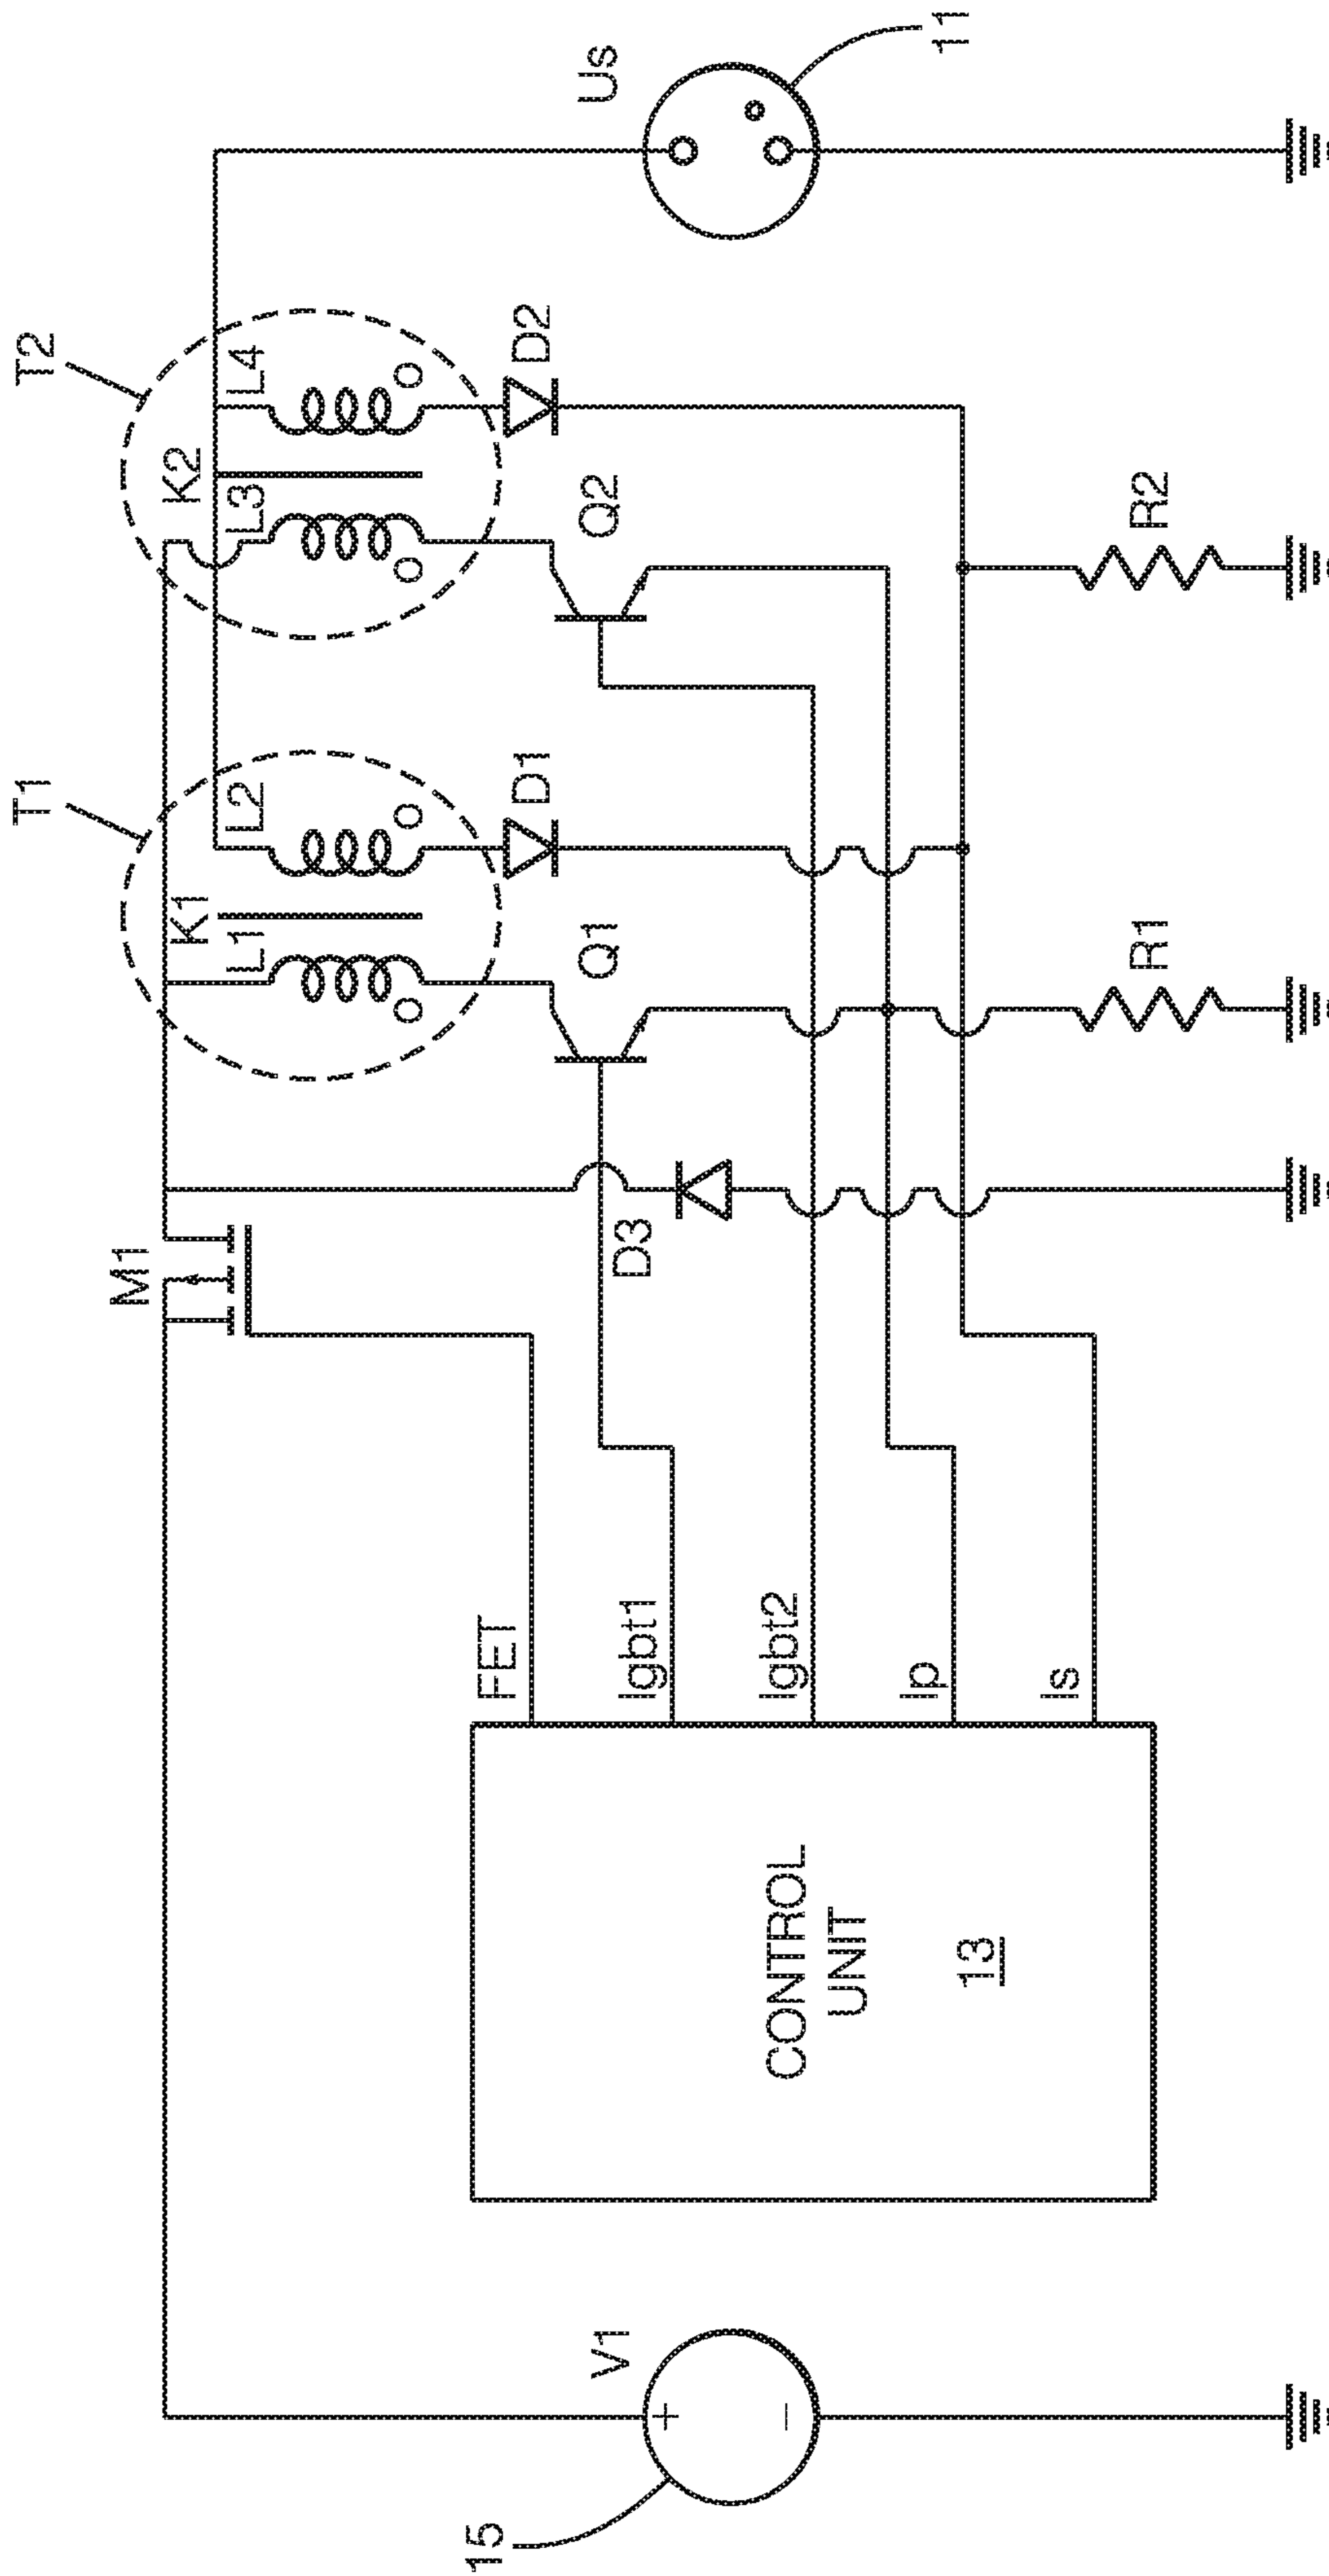 T1
T2
M1
K1
K2
L1
L2
L3
L4
D1
D2
Q1
Q2
Us
11
V1
+
-
15
D3
FET
Igbt1
Igbt2
Ip
Is
CONTROL
UNIT
13
R1
R2